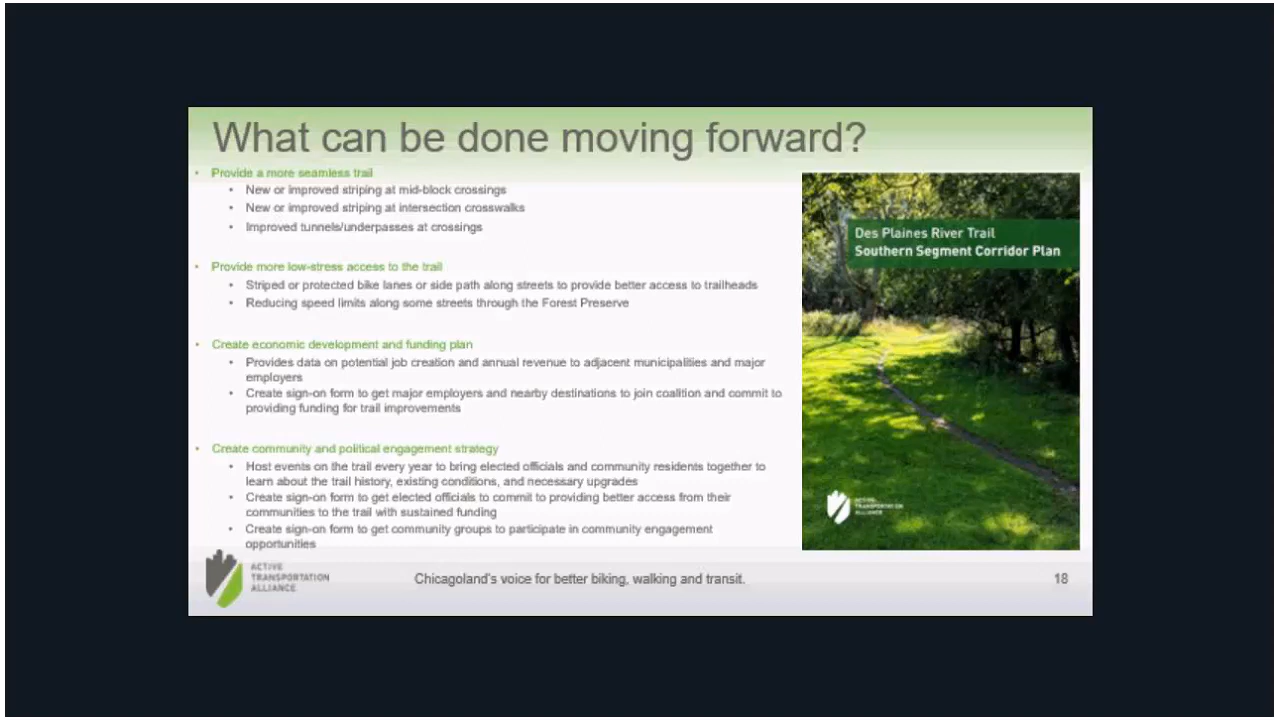 What can be done moving forward?
• Provide a more seamless trail
• New or improved striping at mid-block crossings
• New or improved striping at intersection crosswalks
• Improved tunnels/underpasses at crossings
• Provide more low-stress access to the trail
• Striped or protected bike lanes or side path along streets to provide better access to trailheads
• Reducing speed limits along some streets through the Forest Preserve
• Create economic development and funding plan
• Provides data on potential job creation and annual revenue to adjacent municipalities and major
employers
• Create sign-on form to get major employers and nearby destinations to join coalition and commit to
providing funding for trail improvements
• Create community and political engagement strategy
• Host events on the trail every year to bring elected officials and community residents together to
learn about the trail history, existing conditions, and necessary upgrades
• Create sign-on form to get elected officials to commit to providing better access from their
communities to the trail with sustained funding
• Create sign-on form to get community groups to participate in community engagement
opportunities
Des Plaines River Trail
Southern Segment Corridor Plan
ACTIVE
TRANSPORTATION
ALLIANCE
ACTIVE
TRANSPORTATION
ALLIANCE
Chicagoland's voice for better biking, walking and transit.
18